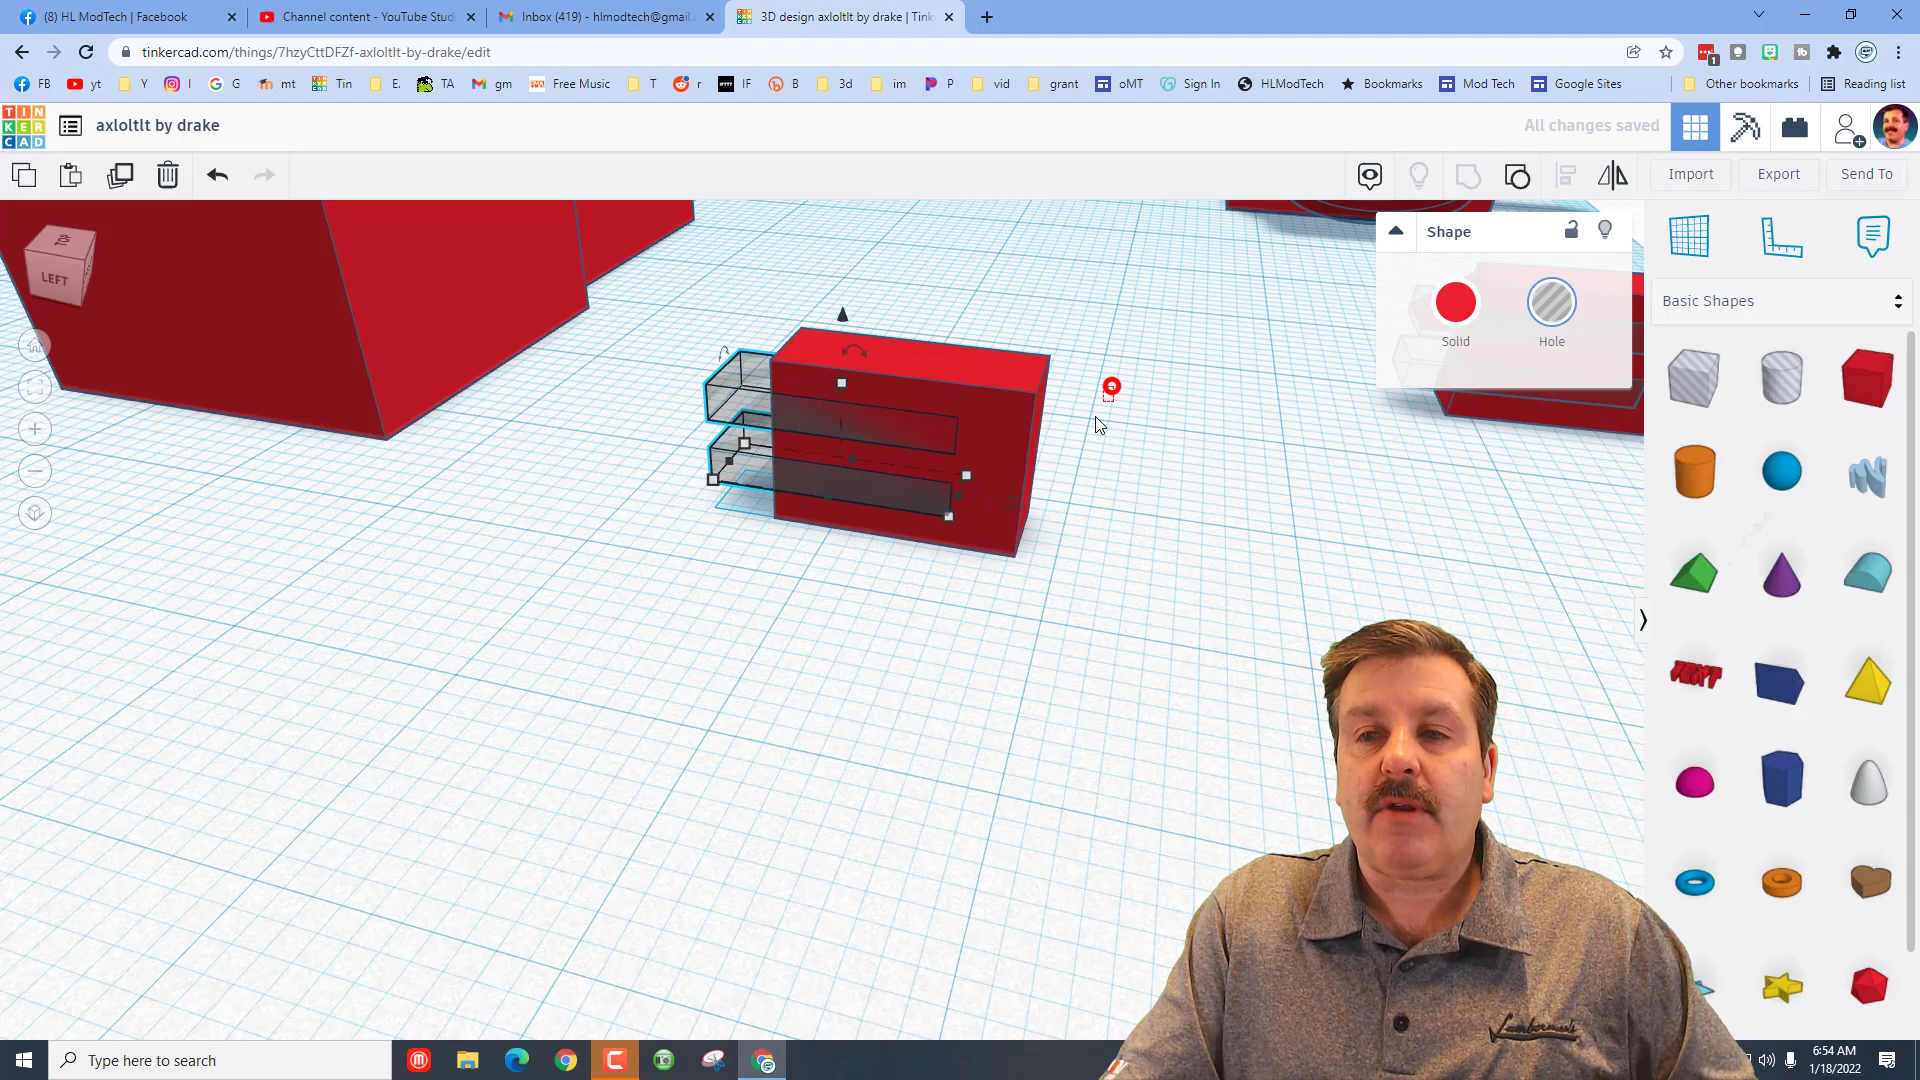 (8) HL ModTech | Facebook
Channel content - YouTube Stud
Inbox (419) - hlmodtech@gmail.
3D design axloltlt by drake | Tink
tinkercad.com/things/7hzyCttDFZf-axloltlt-by-drake/edit
1
FB
yt
Y
I
G
mt
Tin
E.
TA
gm
Free Music
T
r
IF
B
3d
im
P
vid
grant
oMT
Sign In
HLModTech
Bookmarks
Mod Tech
Google Sites
Other bookmarks
Reading list
TIN
KER
CAD
axloltlt by drake
All changes saved
Import
Export
Send To
TOP
LEFT
Shape
Solid
Hole
Basic Shapes
TEXT
Lamberman's
Type here to search
6:54 AM
1/18/2022